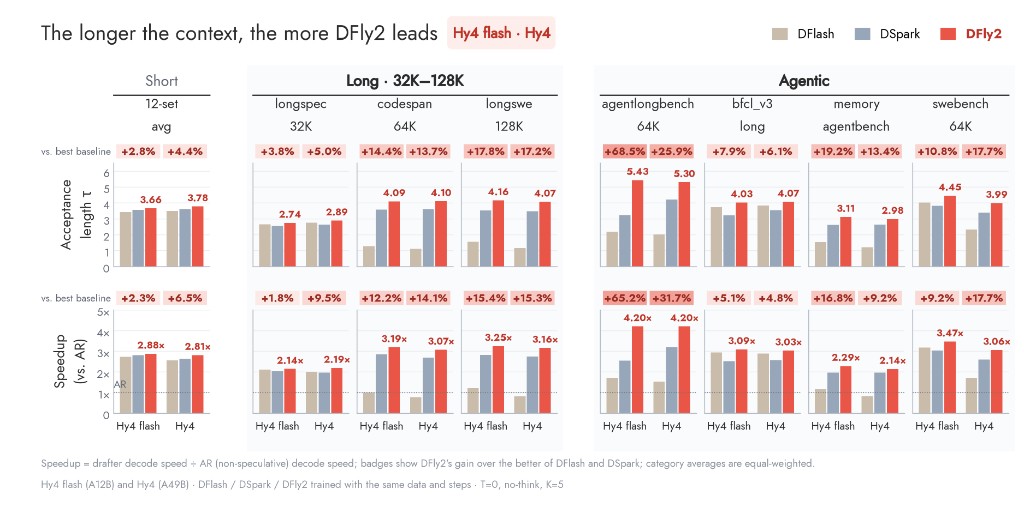 The longer the context, the more DFly2 leads Hy4 flash · Hy4
DFlash DSpark DFly2
Short Long · 32K–128K Agentic
12-set longspec codespan longswe agentlongbench bfcl_v3 memory swebench
avg 32K 64K 128K 64K long agentbench 64K
vs. best baseline +2.8% +4.4% +3.8% +5.0% +14.4% +13.7% +17.8% +17.2% +68.5% +25.9% +7.9% +6.1% +19.2% +13.4% +10.8% +17.7%
Acceptance
length τ
6
5
4
3
2
1
0
3.66 3.78 2.74 2.89 4.09 4.10 4.16 4.07 5.43 5.30 4.03 4.07 3.11 2.98 4.45 3.99
vs. best baseline +2.3% +6.5% +1.8% +9.5% +12.2% +14.1% +15.4% +15.3% +65.2% +31.7% +5.1% +4.8% +16.8% +9.2% +9.2% +17.7%
Speedup
(vs. AR)
5×
4×
3×
2×
1×
0
AR
2.88× 2.81× 2.14× 2.19× 3.19× 3.07× 3.25× 3.16× 4.20× 4.20× 3.09× 3.03× 2.29× 2.14× 3.47× 3.06×
Hy4 flash Hy4 Hy4 flash Hy4 Hy4 flash Hy4 Hy4 flash Hy4 Hy4 flash Hy4 Hy4 flash Hy4 Hy4 flash Hy4 Hy4 flash Hy4
Speedup = drafter decode speed ÷ AR (non-speculative) decode speed; badges show DFly2's gain over the better of DFlash and DSpark; category averages are equal-weighted.
Hy4 flash (A12B) and Hy4 (A49B) · DFlash / DSpark / DFly2 trained with the same data and steps · T=0, no-think, K=5